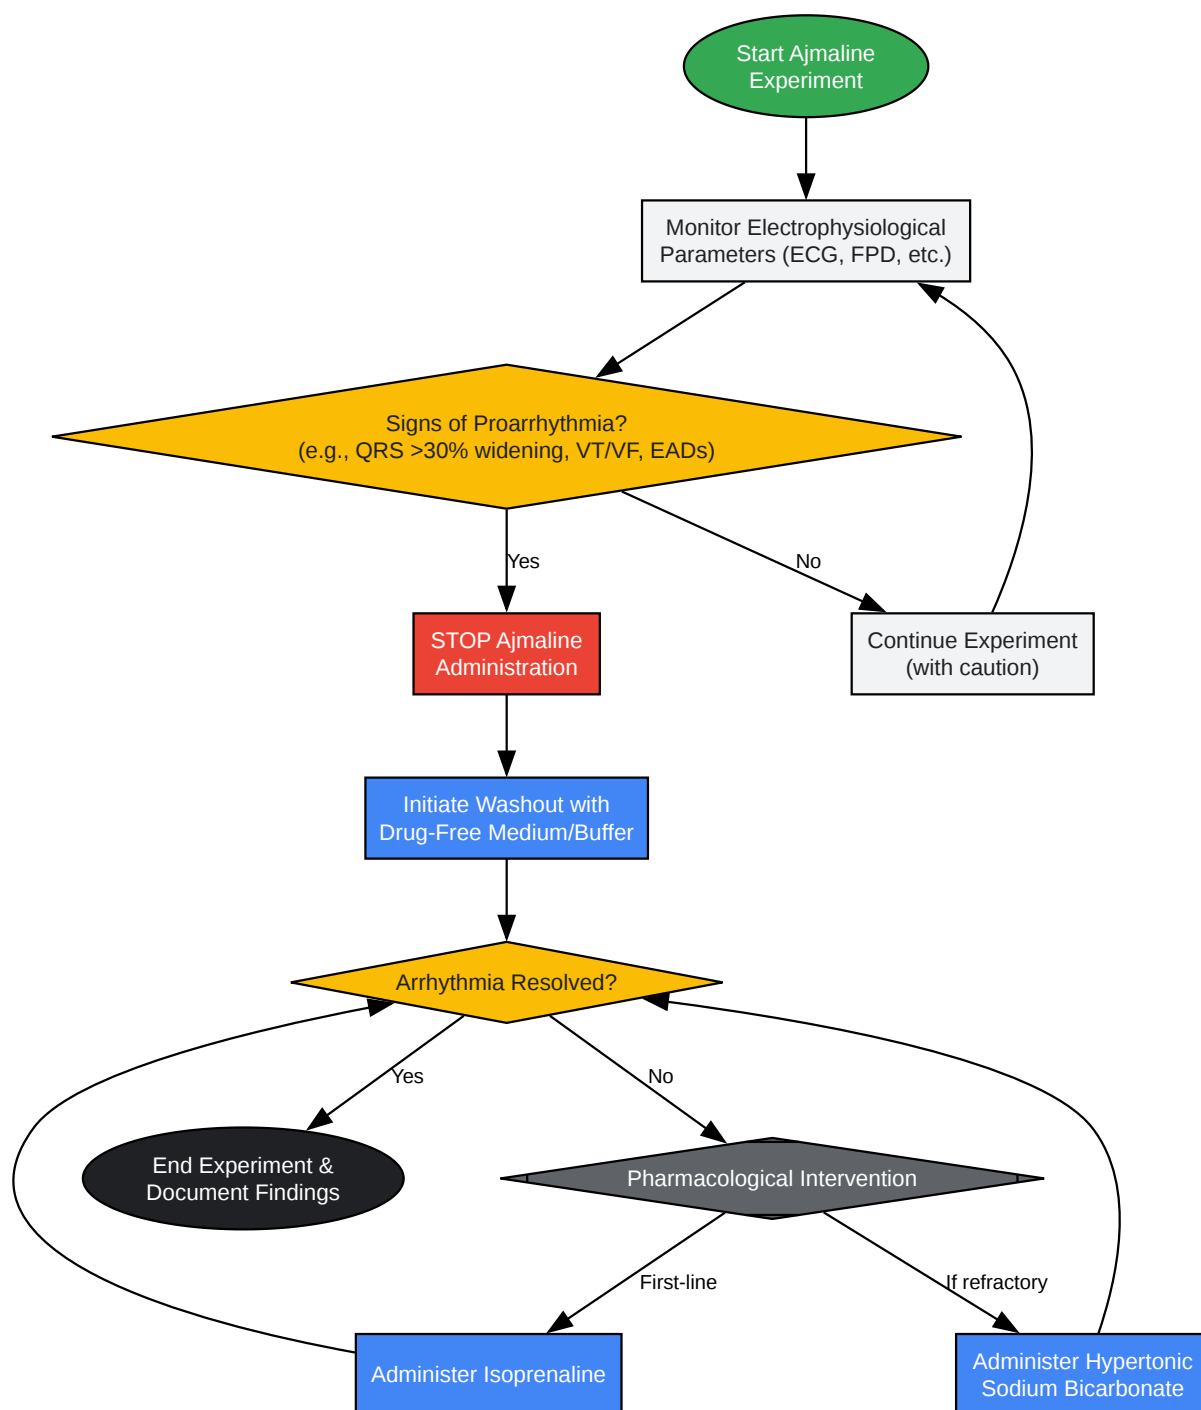 Start Ajmaline
Experiment
Monitor Electrophysiological
Parameters (ECG, FPD, etc.)
Signs of Proarrhythmia?
(e.g., QRS >30% widening, VT/VF, EADs)
Yes
No
STOP Ajmaline
Administration
Continue Experiment
(with caution)
Initiate Washout with
Drug-Free Medium/Buffer
Arrhythmia Resolved?
Yes
No
End Experiment &
Document Findings
Pharmacological Intervention
First-line
If refractory
Administer Isoprenaline
Administer Hypertonic
Sodium Bicarbonate